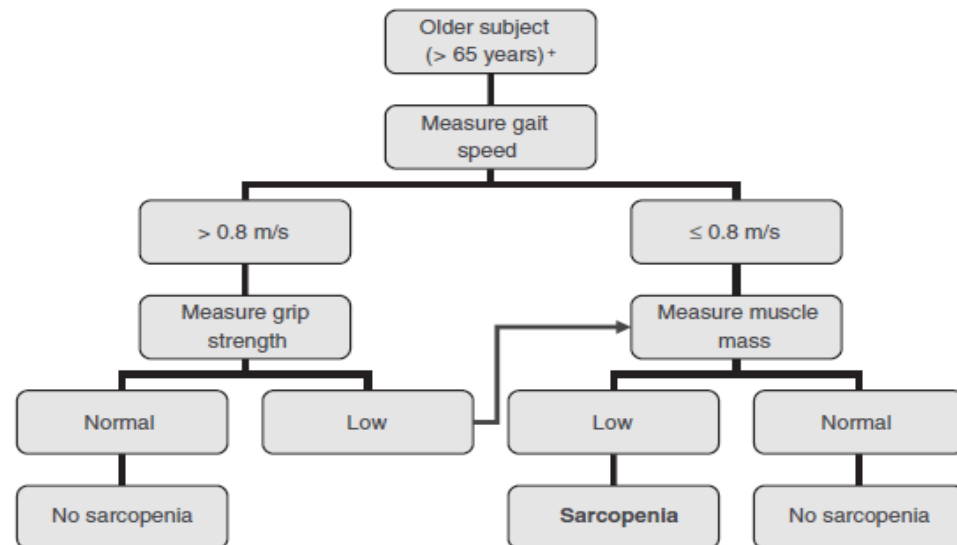 Older subject
(> 65 years)+
Measure gait
speed
> 0.8 m/s
≤ 0.8 m/s
Measure grip
strength
Measure muscle
mass
Normal
Low
Low
Normal
No sarcopenia
Sarcopenia
No sarcopenia